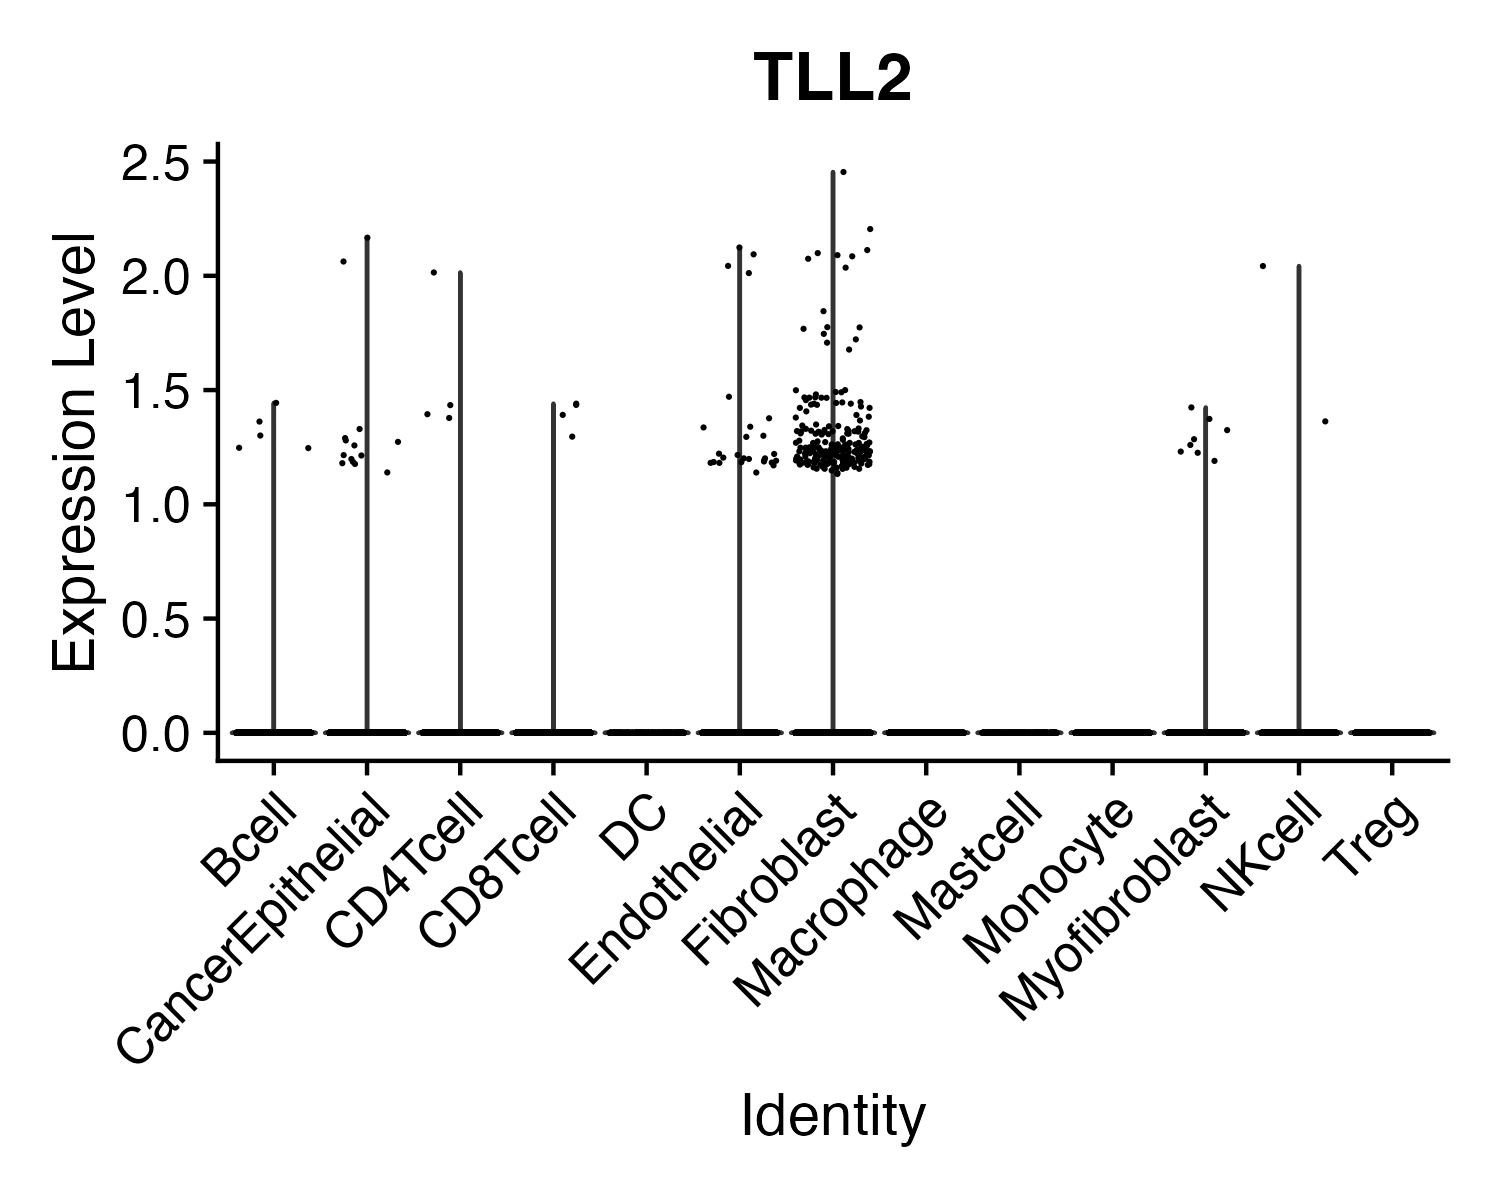 TLL2
Expression Level
2.5
2.0
1.5
1.0
0.5
0.0
Bcell
CancerEpithelial
CD4Tcell
CD8Tcell
DC
Endothelial
Fibroblast
Macrophage
Mastcell
Monocyte
Myofibroblast
NKcell
Treg
Identity